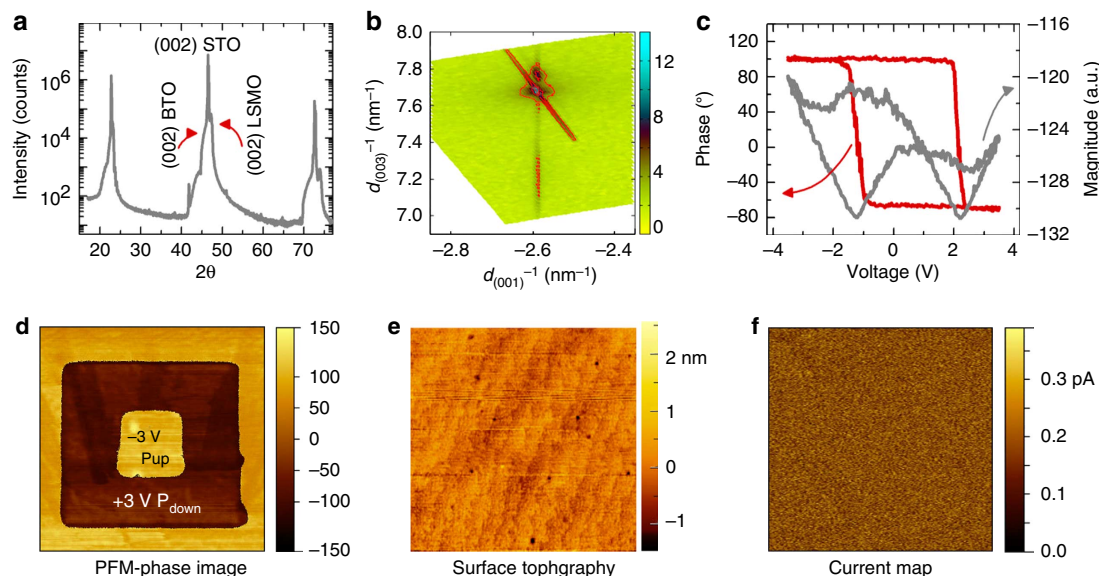 a
(002) STO
(002) BTO
(002) LSMO
Intensity (counts)
10⁶
10⁴
10²
20 30 40 50 60 70
2θ
b
d(003)⁻¹ (nm⁻¹)
8.0
7.8
7.6
7.4
7.2
7.0
−2.8 −2.6 −2.4
d(001)⁻¹ (nm⁻¹)
12
10
8
6
4
2
0
c
Phase (°)
120
80
40
0
−40
−80
−4 −2 0 2 4
Voltage (V)
−116
−120
−124
−128
−132
Magnitude (a.u.)
d
−3 V
Pup
+3 V Pdown
150
100
50
0
−50
−100
−150
PFM-phase image
e
2 nm
1
0
−1
Surface tophgraphy
f
0.3 pA
0.2
0.1
0.0
Current map